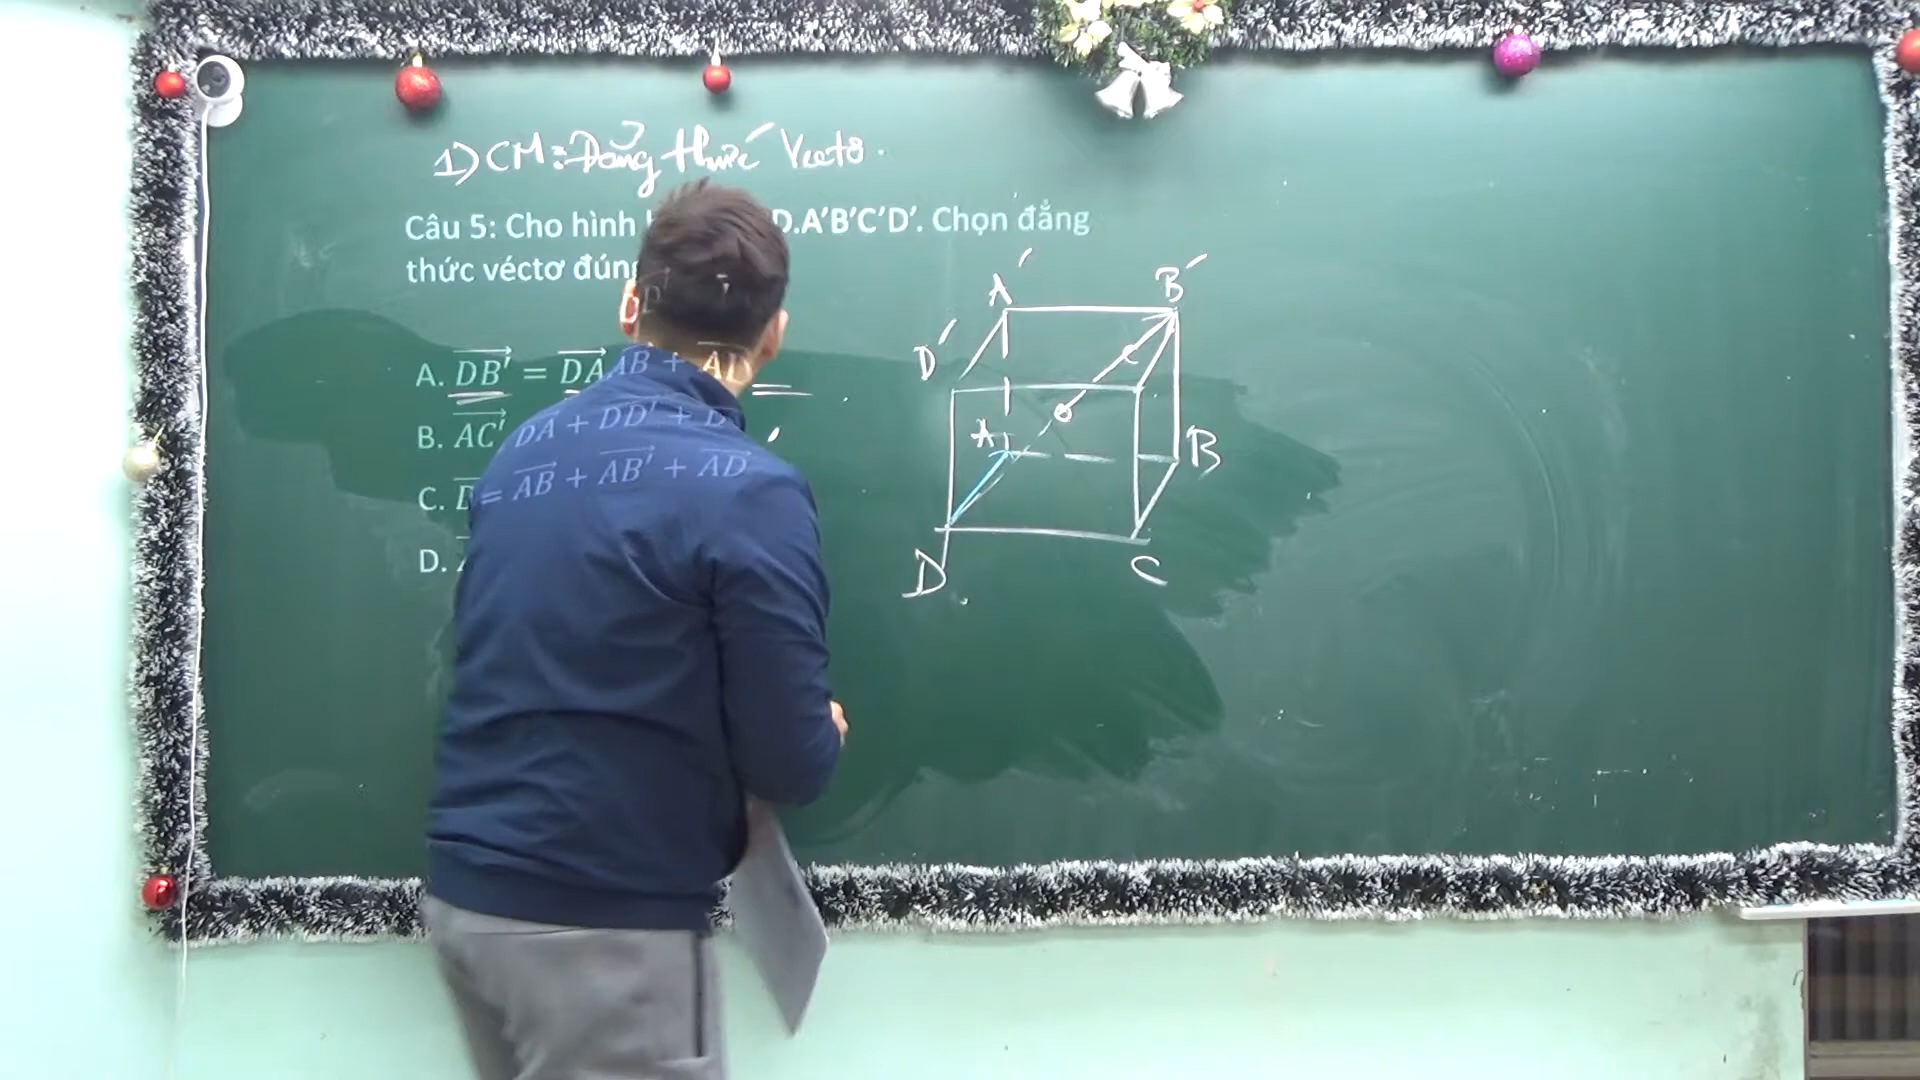 1) CM: Đẳng thức Vectơ.
Câu 5: Cho hình D.A'B'C'D'. Chọn đẳng
thức véctơ đún
A. DB' = DA AB + AD
B. AC' DA + DD' +
C. = AB + AB' + AD
D.
A' B'
D'
A B
D C